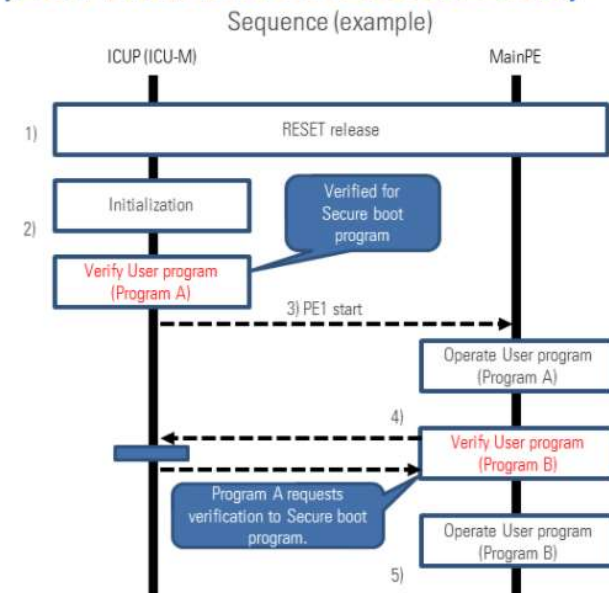 Sequence (example)
ICUP (ICU-M)
MainPE
1)
RESET release
2)
Initialization
Verified for
Secure boot
program
Verify User program
(Program A)
3) PE1 start
Operate User program
(Program A)
4)
Verify User program
(Program B)
Program A requests
verification to Secure boot
program.
Operate User program
(Program B)
5)